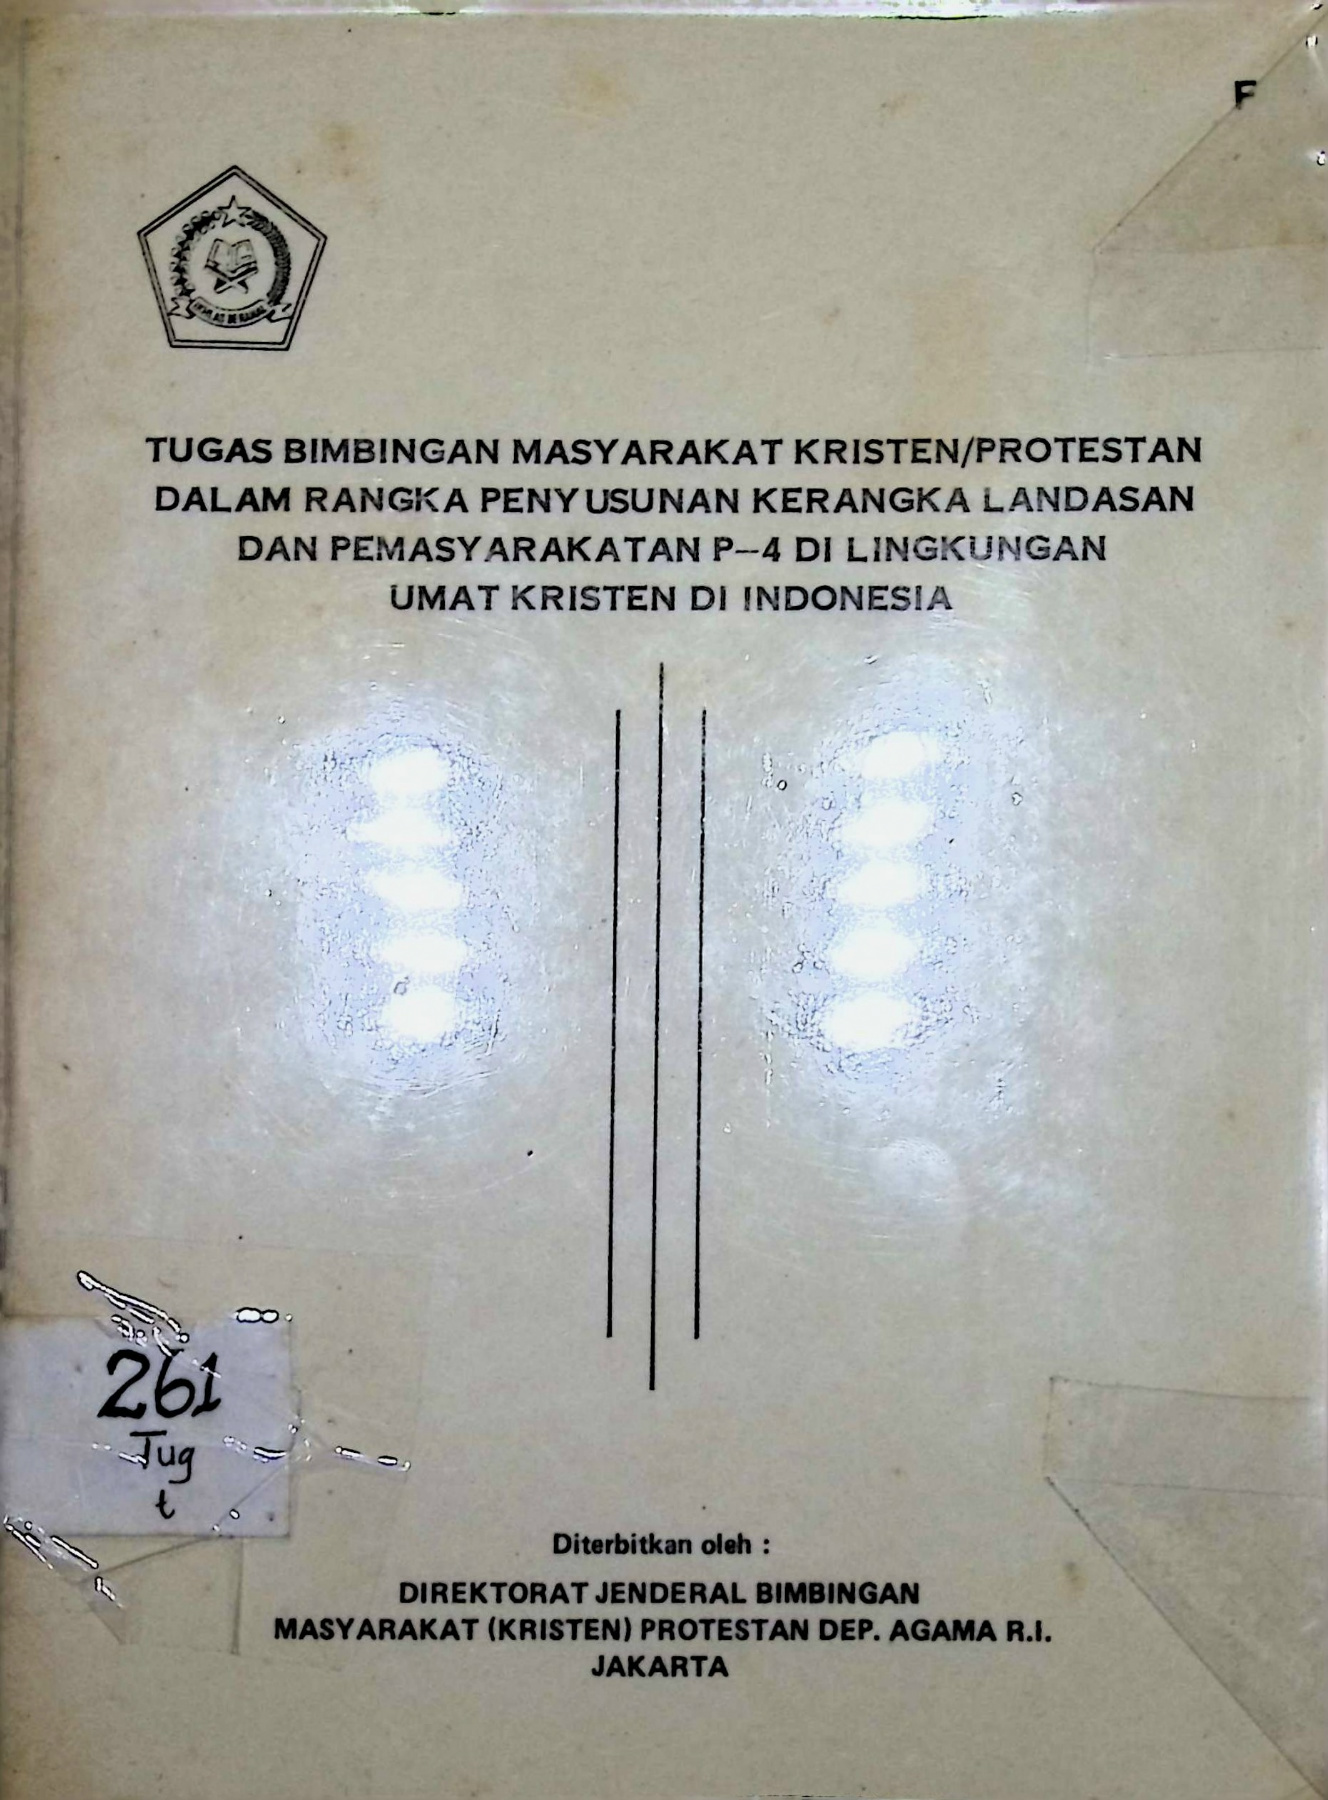 F
TUGAS BIMBINGAN MASYARAKAT KRISTEN/PROTESTAN
DALAM RANGKA PENYUSUNAN KERANGKA LANDASAN
DAN PEMASYARAKATAN P--4 DI LINGKUNGAN
UMAT KRISTEN DI INDONESIA
261
Tug
t
Diterbitkan oleh :
DIREKTORAT JENDERAL BIMBINGAN
MASYARAKAT (KRISTEN) PROTESTAN DEP. AGAMA R.I.
JAKARTA